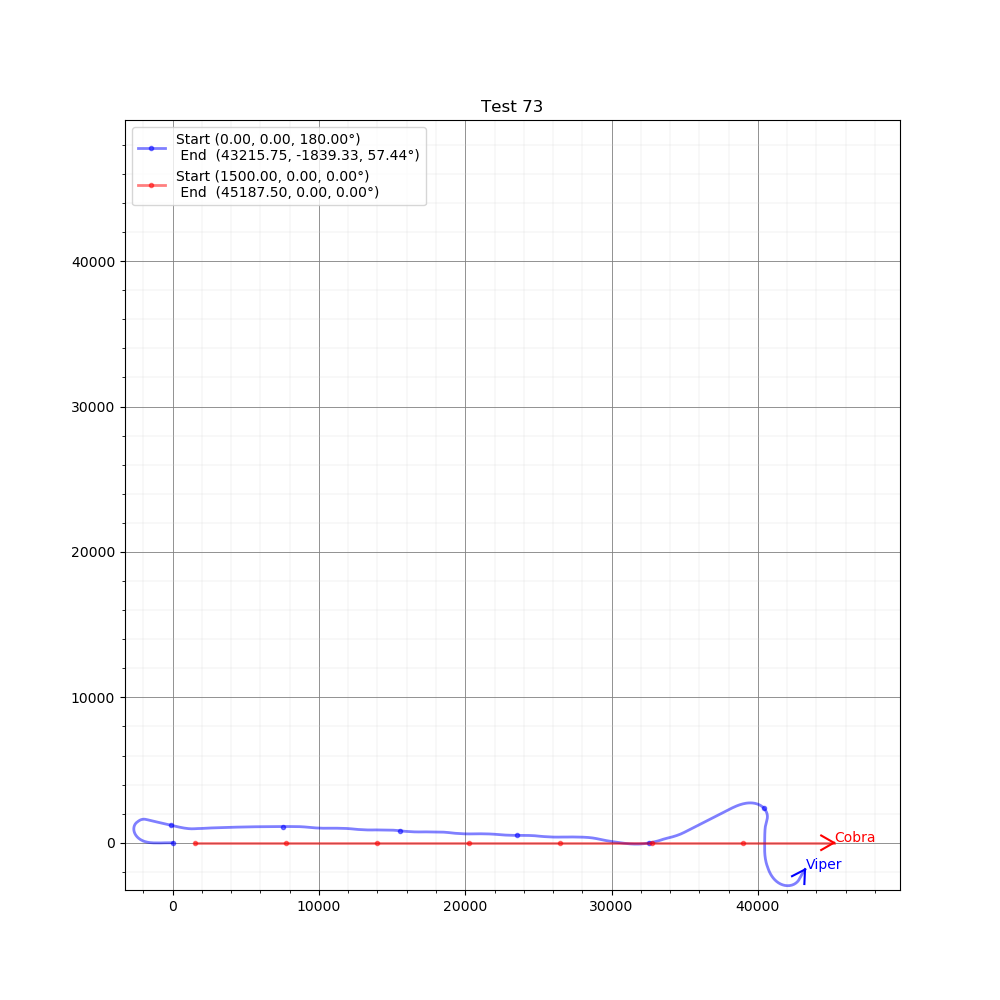 Test 73
Start (0.00, 0.00, 180.00°)
End  (43215.75, -1839.33, 57.44°)
Start (1500.00, 0.00, 0.00°)
End  (45187.50, 0.00, 0.00°)
40000
30000
20000
10000
0
Cobra
Viper
0
10000
20000
30000
40000